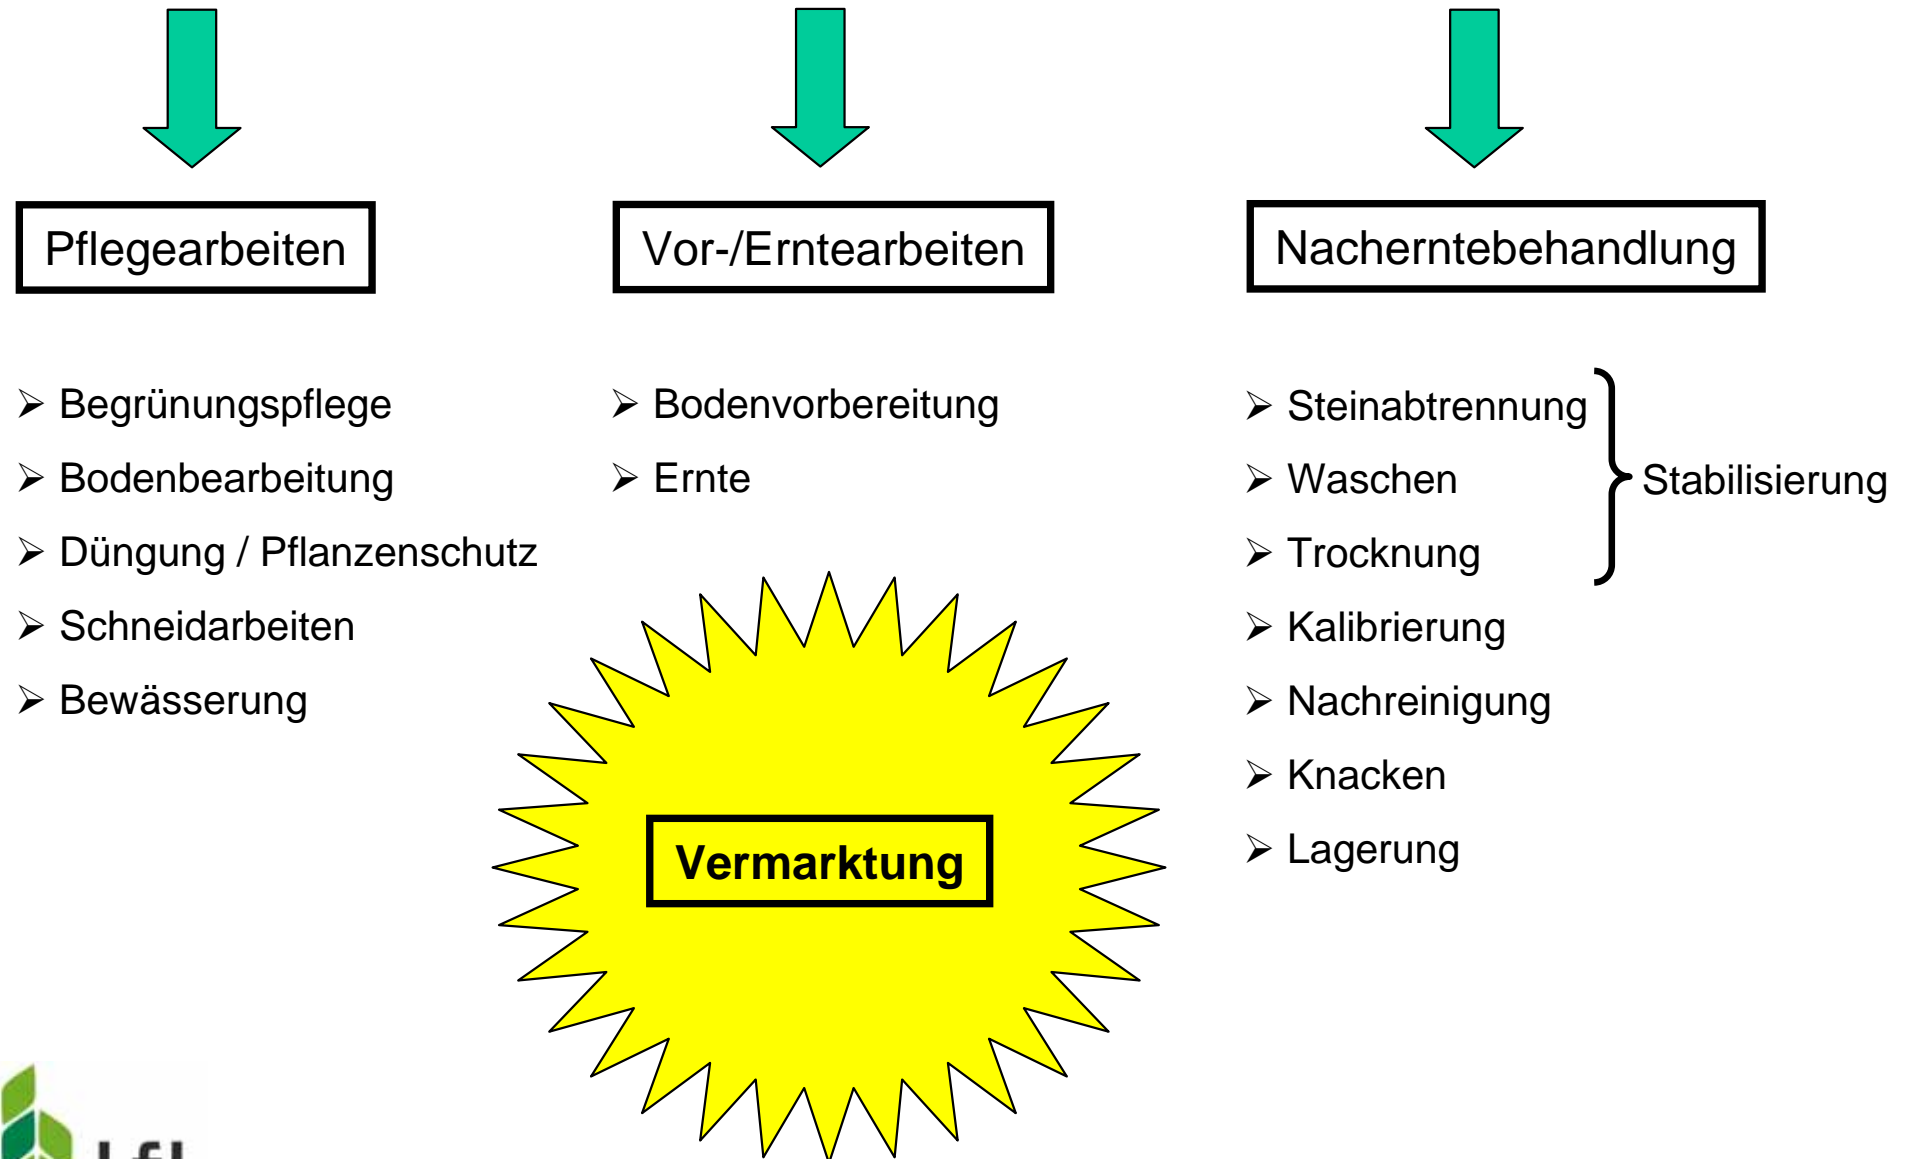 Pflegearbeiten
Begrünungspflege
Bodenbearbeitung
Düngung / Pflanzenschutz
Schneidarbeiten
Bewässerung
Vor-/Erntearbeiten
Bodenvorbereitung
Ernte
Nacherntebehandlung
Steinabtrennung
Waschen
Trocknung
Stabilisierung
Kalibrierung
Nachreinigung
Knacken
Lagerung
Vermarktung